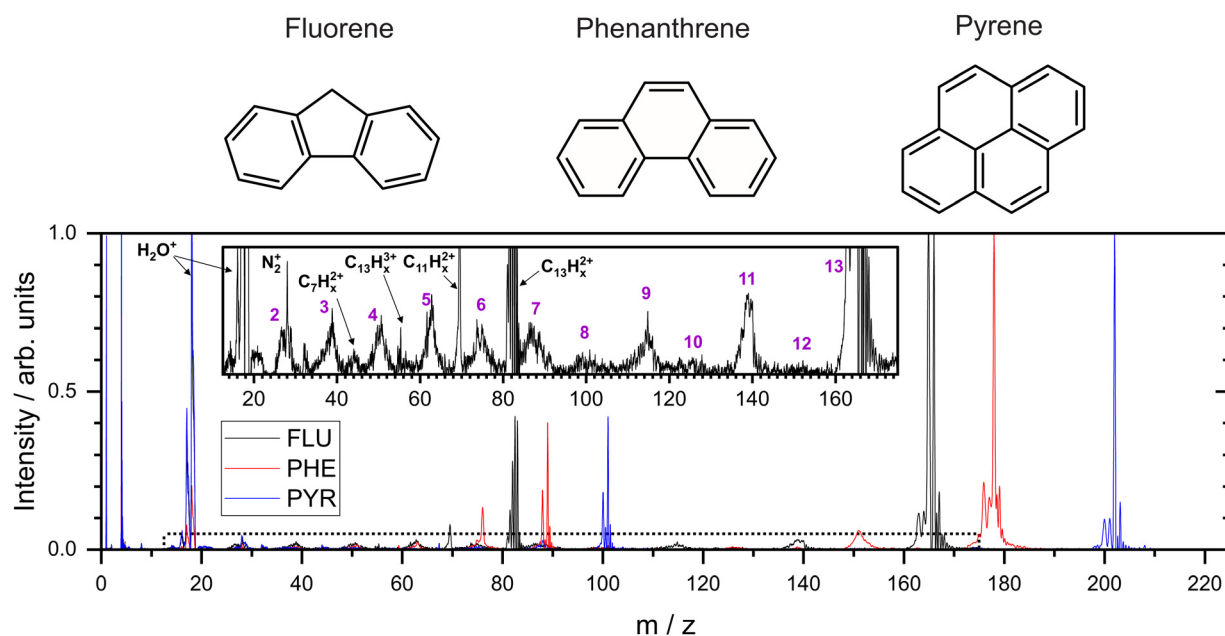 Fluorene Phenanthrene Pyrene
1.0
H₂O⁺
N₂⁺
C₇Hₓ²⁺
C₁₃Hₓ³⁺
C₁₁Hₓ²⁺
C₁₃Hₓ²⁺
2 3 4 5 6 7 8 9 10 11 12 13
20 40 60 80 100 120 140 160
Intensity / arb. units
0.5
FLU
PHE
PYR
0.0
0 20 40 60 80 100 120 140 160 180 200 220
m / z